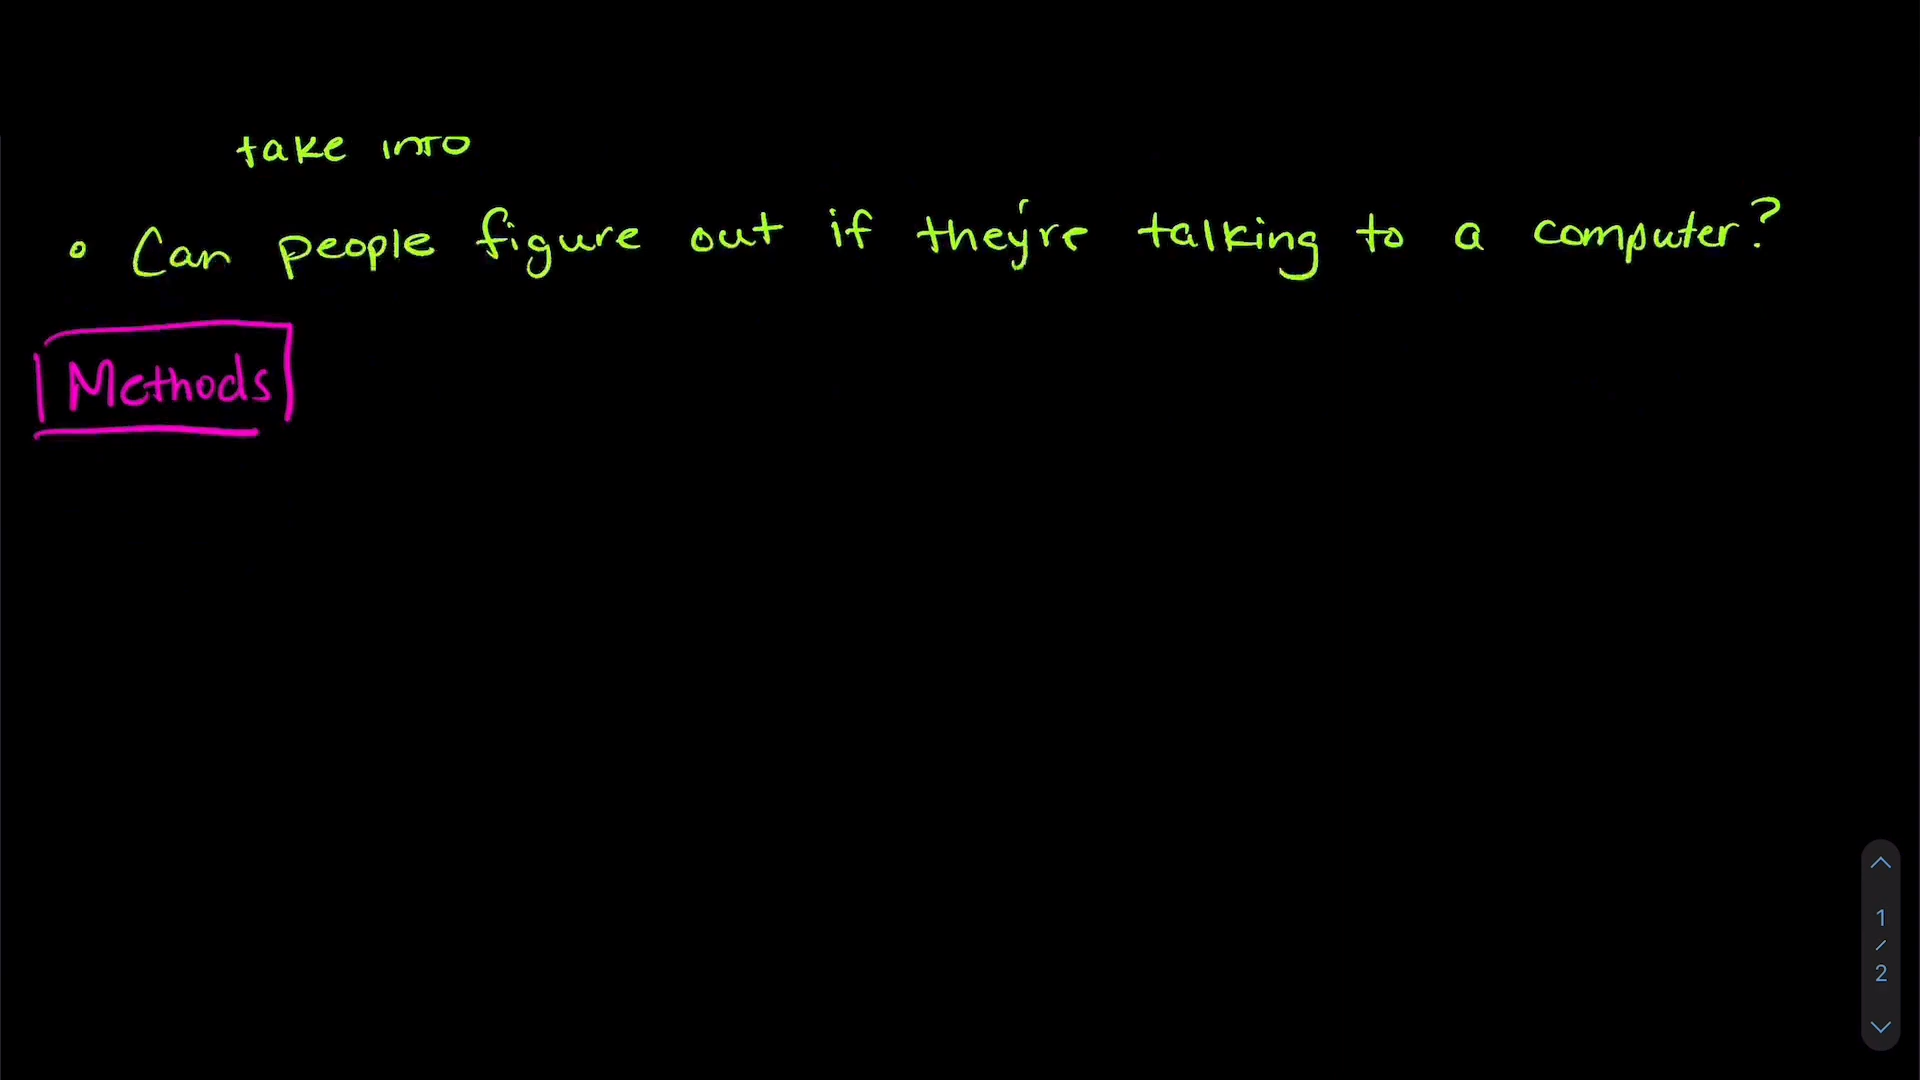 take into
• Can people figure out if they're talking to a computer?
Methods
1
/
2